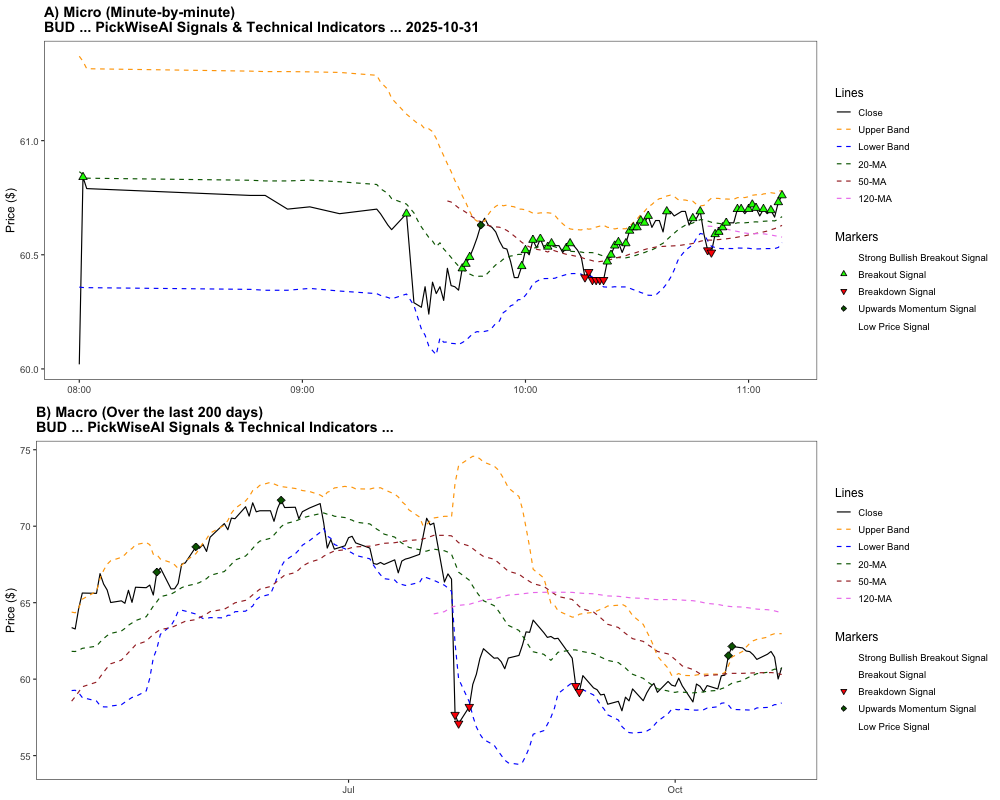 A) Micro (Minute-by-minute)
BUD ... PickWiseAI Signals & Technical Indicators ... 2025-10-31
Price ($)
61.0
60.5
60.0
08:00
09:00
10:00
11:00
Lines
Close
Upper Band
Lower Band
20-MA
50-MA
120-MA
Markers
Strong Bullish Breakout Signal
Breakout Signal
Breakdown Signal
Upwards Momentum Signal
Low Price Signal
B) Macro (Over the last 200 days)
BUD ... PickWiseAI Signals & Technical Indicators ...
Price ($)
75
70
65
60
55
Jul
Oct
Lines
Close
Upper Band
Lower Band
20-MA
50-MA
120-MA
Markers
Strong Bullish Breakout Signal
Breakout Signal
Breakdown Signal
Upwards Momentum Signal
Low Price Signal